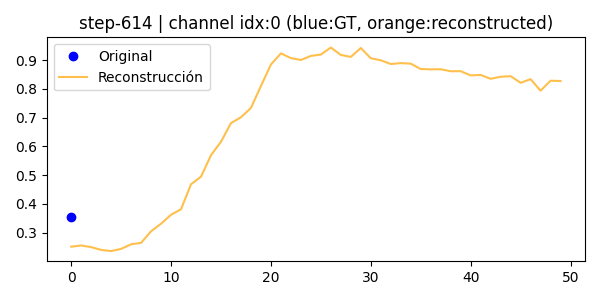 step-614 | channel idx:0 (blue:GT, orange:reconstructed)
Original
Reconstrucción
0.9
0.8
0.7
0.6
0.5
0.4
0.3
0 10 20 30 40 50